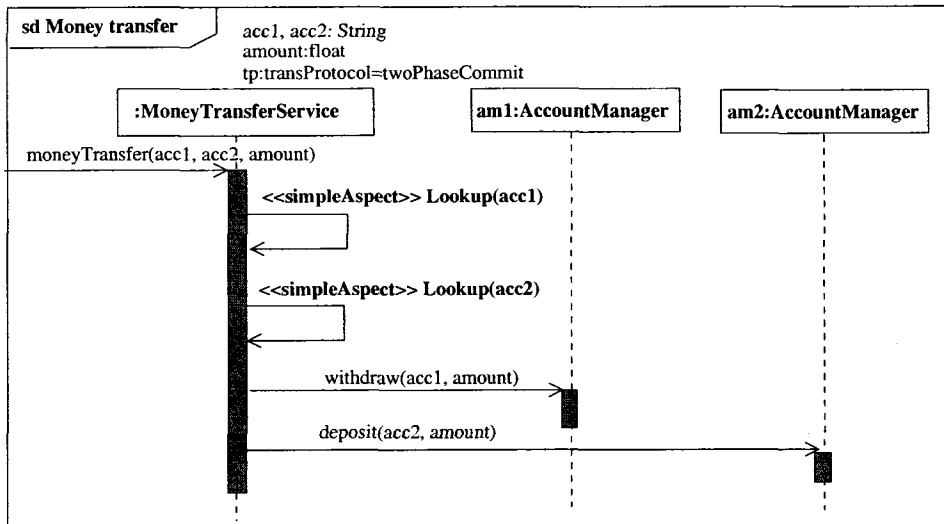 sd Money transfer
acc1, acc2: String
amount:float
tp:transProtocol=twoPhaseCommit
:MoneyTransferService
am1:AccountManager
am2:AccountManager
moneyTransfer(acc1, acc2, amount)
<<simpleAspect>> Lookup(acc1)
<<simpleAspect>> Lookup(acc2)
withdraw(acc1, amount)
deposit(acc2, amount)